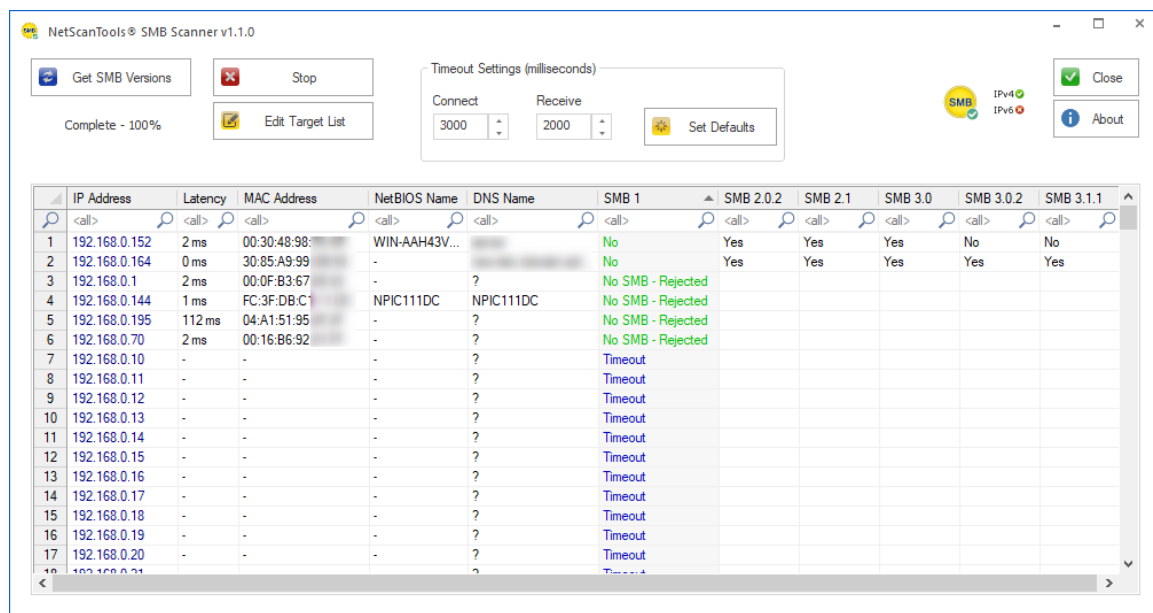 NetScanTools® SMB Scanner v1.1.0
Get SMB Versions Stop Timeout Settings (milliseconds) Close
Connect Receive SMB IPv4
IPv6
Complete - 100% Edit Target List 3000 2000 Set Defaults About
IP Address Latency MAC Address NetBIOS Name DNS Name SMB 1 SMB 2.0.2 SMB 2.1 SMB 3.0 SMB 3.0.2 SMB 3.1.1
<all> <all> <all> <all> <all> <all> <all> <all> <all> <all> <all>
1 192.168.0.152 2 ms 00:30:48:98: WIN-AAH43V... No Yes Yes Yes No No
2 192.168.0.164 0 ms 30:85:A9:99 - No Yes Yes Yes Yes Yes
3 192.168.0.1 2 ms 00:0F:B3:67 - ? No SMB - Rejected
4 192.168.0.144 1 ms FC:3F:DB:C1 NPIC111DC NPIC111DC No SMB - Rejected
5 192.168.0.195 112 ms 04:A1:51:95 - ? No SMB - Rejected
6 192.168.0.70 2 ms 00:16:B6:92 - ? No SMB - Rejected
7 192.168.0.10 - - - ? Timeout
8 192.168.0.11 - - - ? Timeout
9 192.168.0.12 - - - ? Timeout
10 192.168.0.13 - - - ? Timeout
11 192.168.0.14 - - - ? Timeout
12 192.168.0.15 - - - ? Timeout
13 192.168.0.16 - - - ? Timeout
14 192.168.0.17 - - - ? Timeout
15 192.168.0.18 - - - ? Timeout
16 192.168.0.19 - - - ? Timeout
17 192.168.0.20 - - - ? Timeout